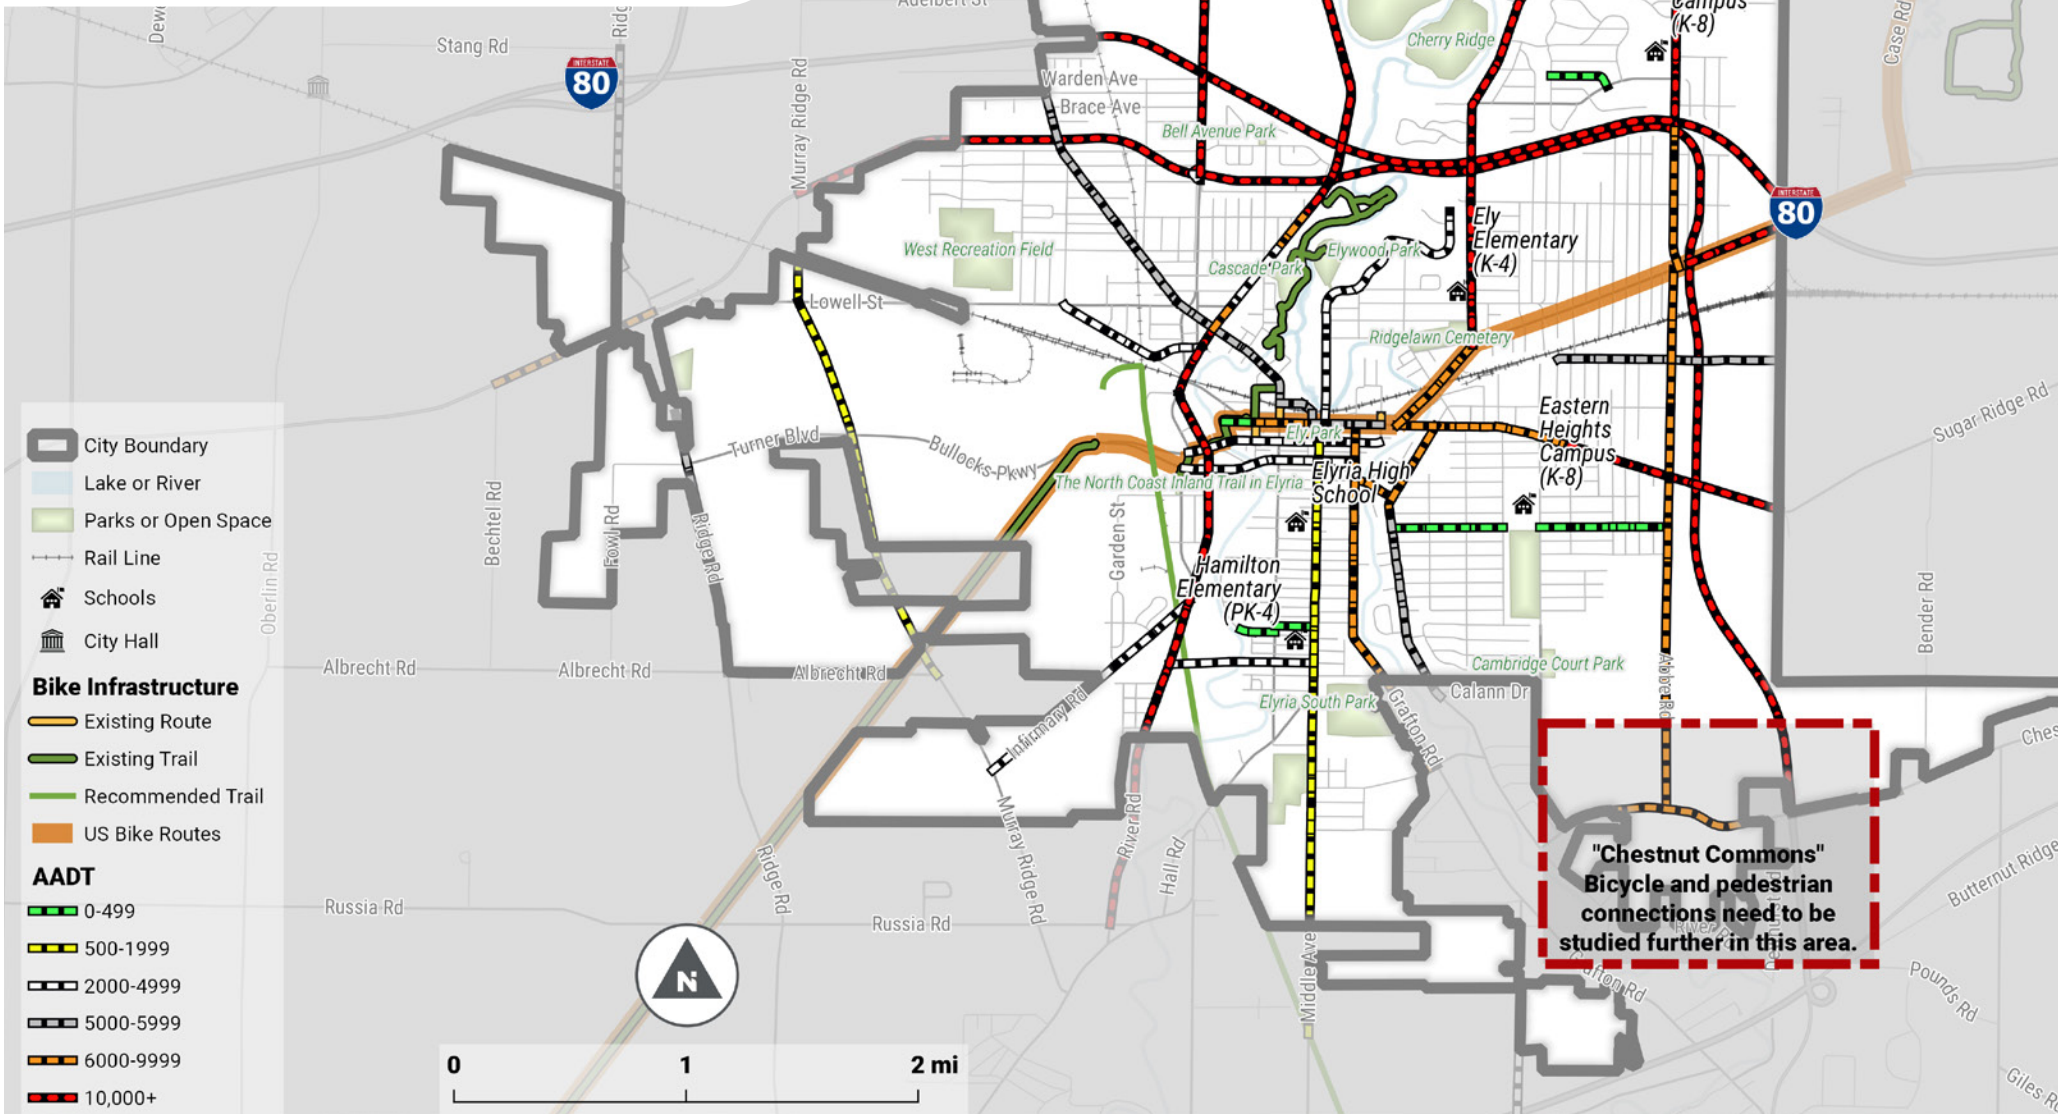 Adelbert St
Campus
(K-8)
Stang Rd
Cherry Ridge
Case Rd
INTERSTATE
80
Murray Ridge Rd
Warden Ave
Brace Ave
Bell Avenue Park
INTERSTATE
80
Ely
Elementary
(K-4)
West Recreation Field
Elywood Park
Cascade Park
Lowell St
Ridgelawn Cemetery
Sugar Ridge Rd
Eastern
Heights
Campus
(K-8)
Turner Blvd
Bullocks Pkwy
Ely Park
Elyria High
School
The North Coast Inland Trail in Elyria
Bechtel Rd
Fowl Rd
Ridge Rd
Garden St
Oberlin Rd
Bender Rd
Hamilton
Elementary
(PK-4)
Albrecht Rd
Albrecht Rd
Albrecht Rd
Cambridge Court Park
Calann Dr
Abbe Rd
Elyria South Park
Grafton Rd
Infirmary Rd
River Rd
Hall Rd
Murray Ridge Rd
Ridge Rd
Butternut Ridge
Russia Rd
Russia Rd
"Chestnut Commons"
Bicycle and pedestrian
connections need to be
studied further in this area.
Middle Ave
Grafton Rd
Pounds Rd
City Boundary
Lake or River
Parks or Open Space
Rail Line
Schools
City Hall
Bike Infrastructure
Existing Route
Existing Trail
Recommended Trail
US Bike Routes
AADT
0-499
500-1999
2000-4999
5000-5999
6000-9999
10,000+
N
0 1 2 mi